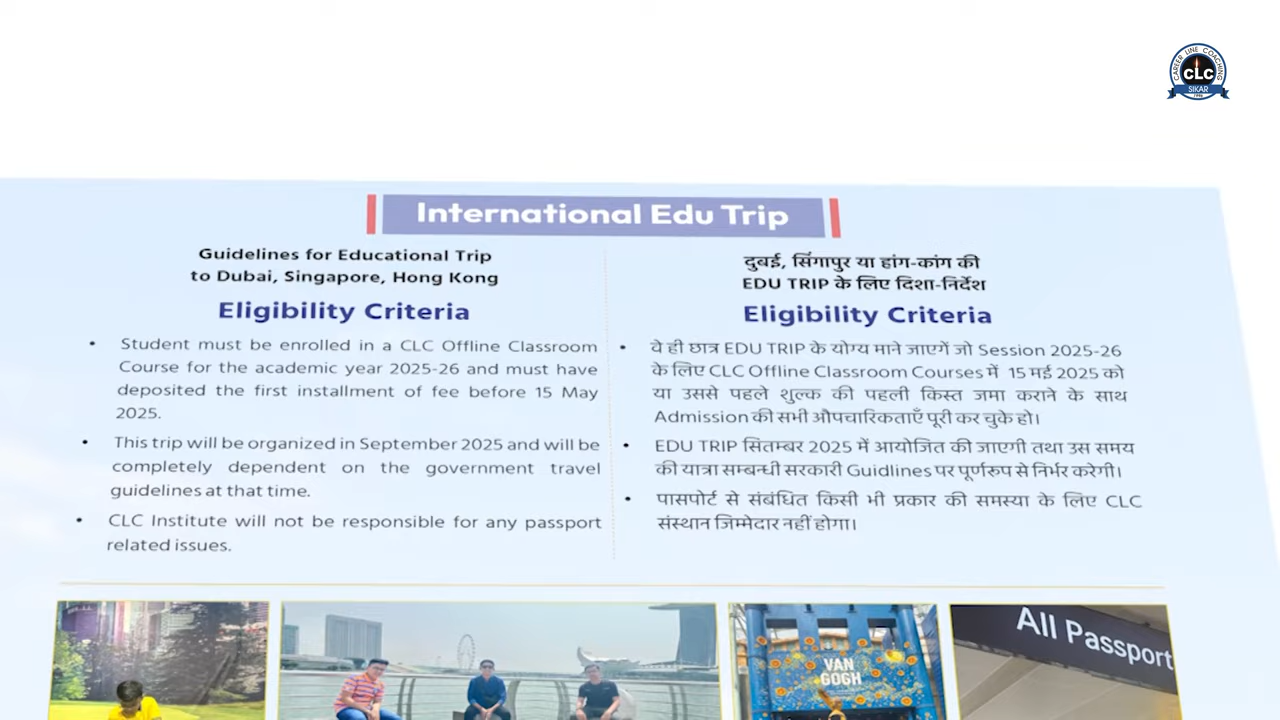 CAREER LINE COACHING
CLC
SIKAR
International Edu Trip
Guidelines for Educational Trip
to Dubai, Singapore, Hong Kong
Eligibility Criteria
• Student must be enrolled in a CLC Offline Classroom
Course for the academic year 2025-26 and must have
deposited the first installment of fee before 15 May
2025.
• This trip will be organized in September 2025 and will be
completely dependent on the government travel
guidelines at that time.
• CLC Institute will not be responsible for any passport
related issues.
दुबई, सिंगापुर या हांग-कांग की
EDU TRIP के लिए दिशा-निर्देश
Eligibility Criteria
• वे ही छात्र EDU TRIP के योग्य माने जाएगें जो Session 2025-26
के लिए CLC Offline Classroom Courses में 15 मई 2025 को
या उससे पहले शुल्क की पहली किस्त जमा कराने के साथ
Admission की सभी औपचारिकताएँ पूरी कर चुके हो।
• EDU TRIP सितम्बर 2025 में आयोजित की जाएगी तथा उस समय
की यात्रा सम्बन्धी सरकारी Guidlines पर पूर्णरूप से निर्भर करेगी।
• पासपोर्ट से संबंधित किसी भी प्रकार की समस्या के लिए CLC
संस्थान जिम्मेदार नहीं होगा।
VAN
GOGH
All Passport